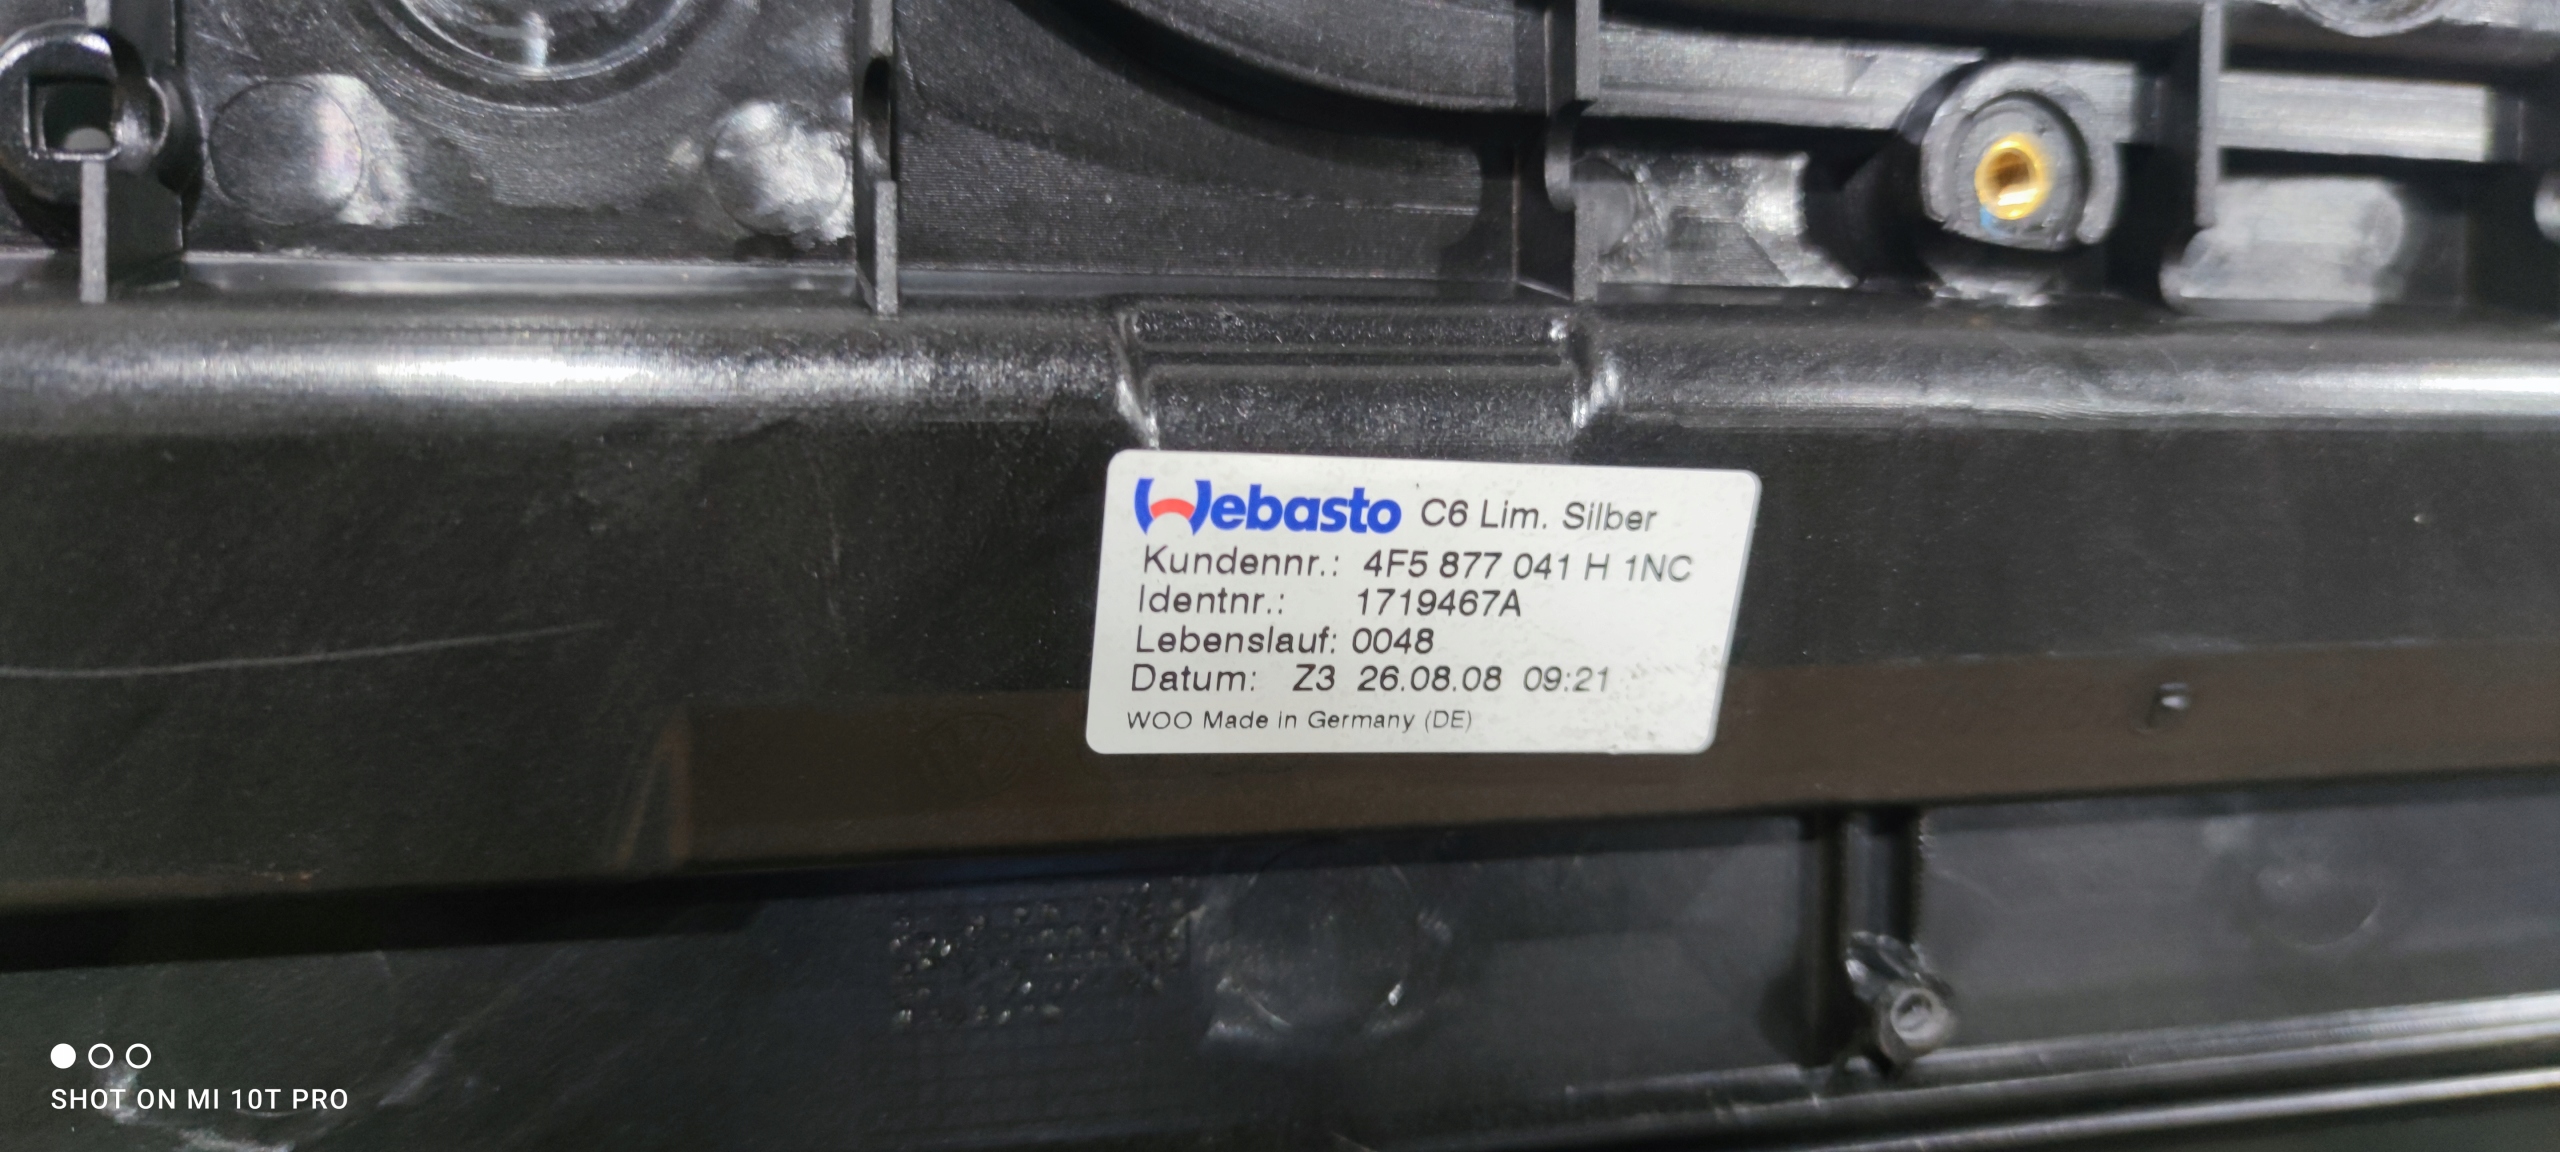 Webasto C6 Lim. Silber
Kundennr.: 4F5 877 041 H 1NC
Identnr.: 1719467A
Lebenslauf: 0048
Datum: Z3 26.08.08 09:21
WOO Made in Germany (DE)
SHOT ON MI 10T PRO